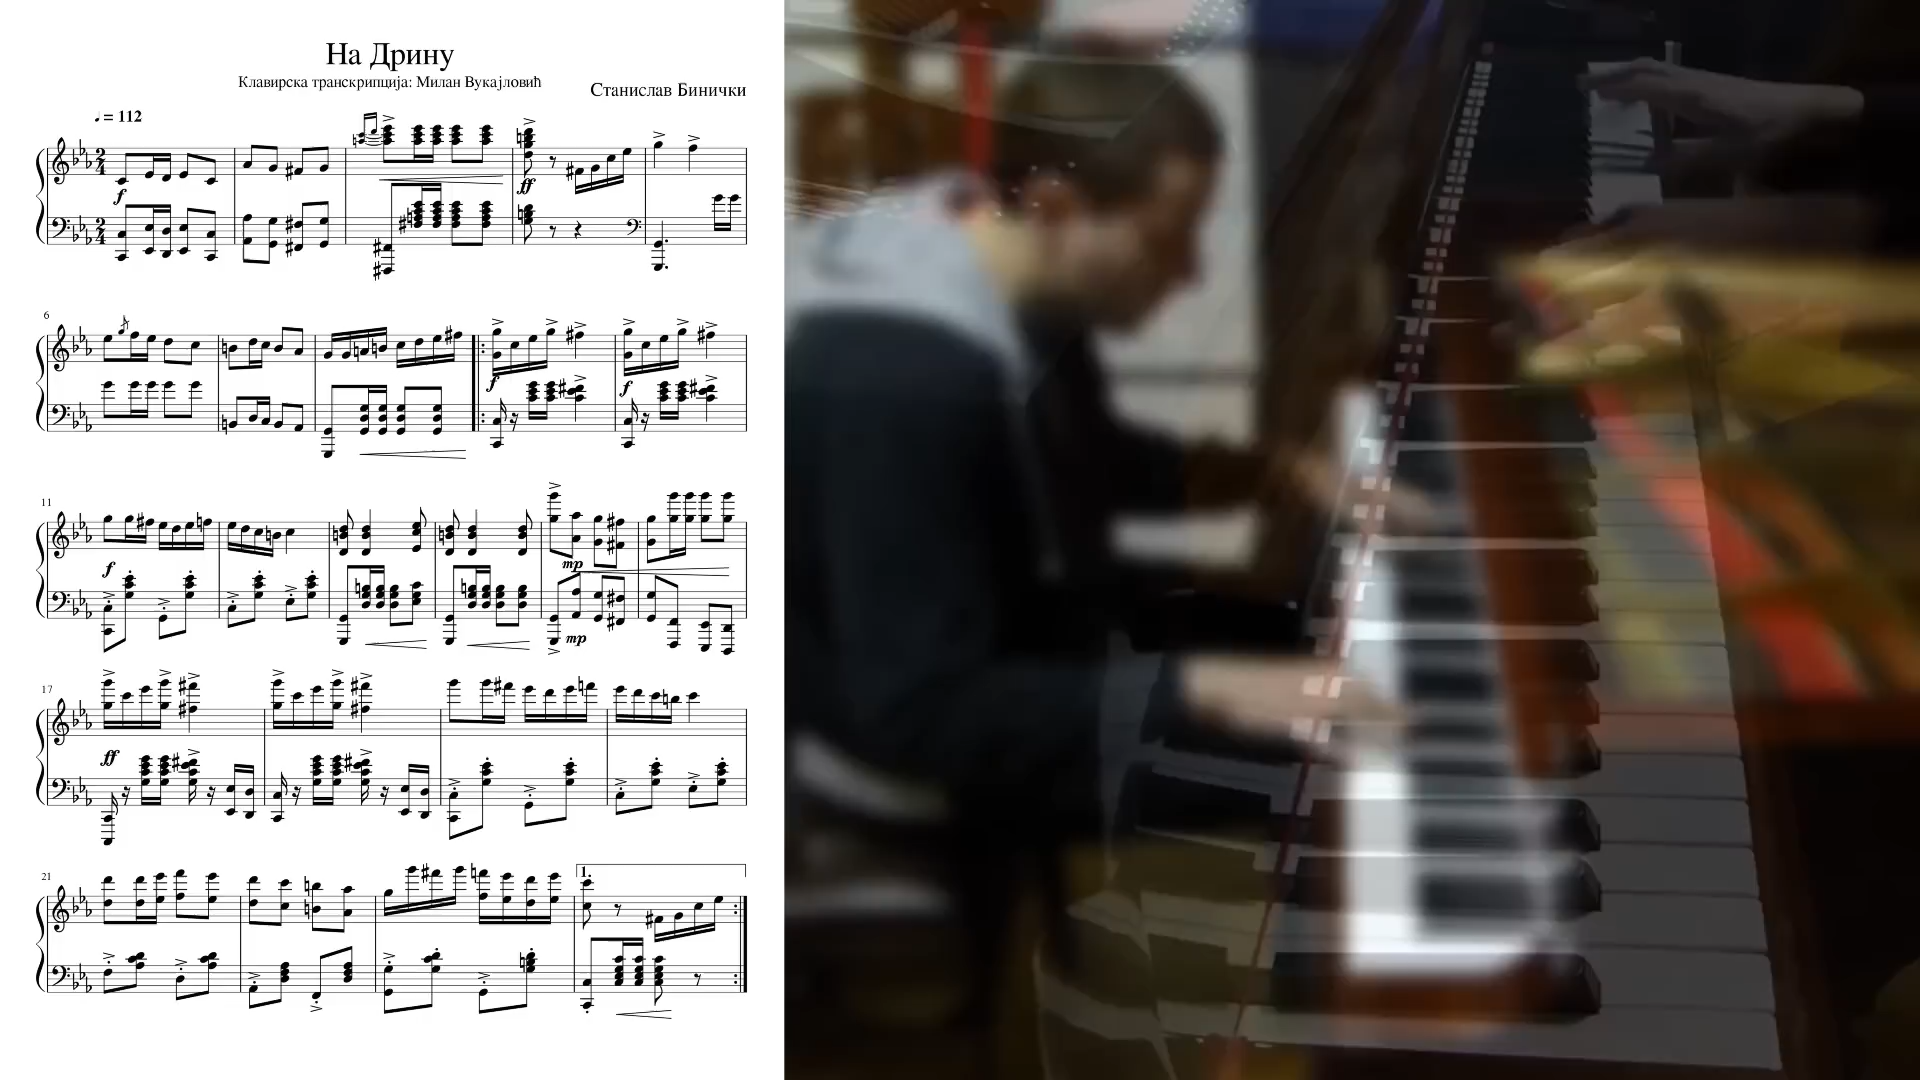 На Дрину
Клавирска транскрипција: Милан Вукајловић
Станислав Бинички
♩ = 112
f
ff
6
f
f
11
f
mp
mp
17
ff
21
1.